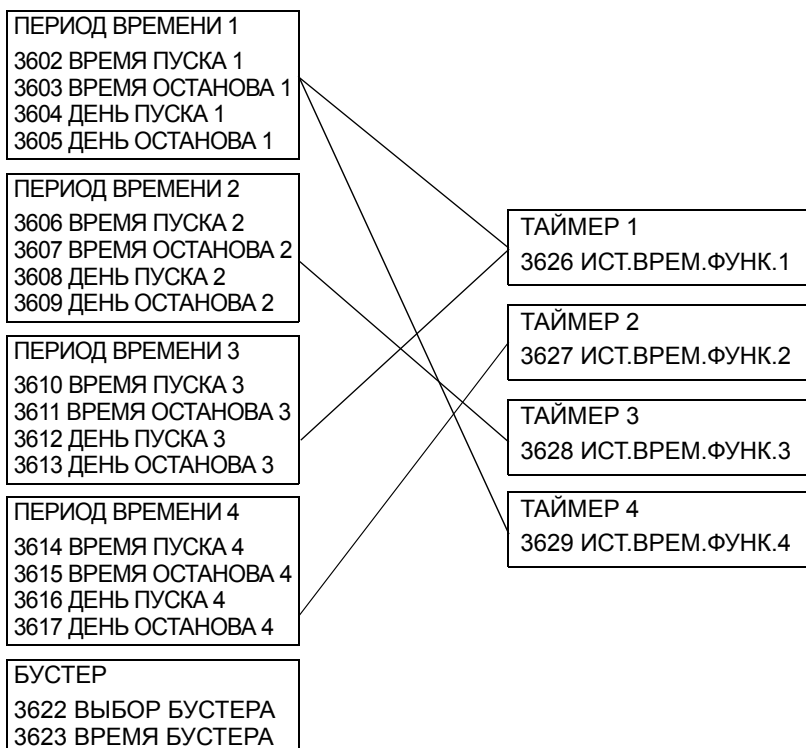 ПЕРИОД ВРЕМЕНИ 1
3602 ВРЕМЯ ПУСКА 1
3603 ВРЕМЯ ОСТАНОВА 1
3604 ДЕНЬ ПУСКА 1
3605 ДЕНЬ ОСТАНОВА 1
ПЕРИОД ВРЕМЕНИ 2
3606 ВРЕМЯ ПУСКА 2
3607 ВРЕМЯ ОСТАНОВА 2
3608 ДЕНЬ ПУСКА 2
3609 ДЕНЬ ОСТАНОВА 2
ПЕРИОД ВРЕМЕНИ 3
3610 ВРЕМЯ ПУСКА 3
3611 ВРЕМЯ ОСТАНОВА 3
3612 ДЕНЬ ПУСКА 3
3613 ДЕНЬ ОСТАНОВА 3
ПЕРИОД ВРЕМЕНИ 4
3614 ВРЕМЯ ПУСКА 4
3615 ВРЕМЯ ОСТАНОВА 4
3616 ДЕНЬ ПУСКА 4
3617 ДЕНЬ ОСТАНОВА 4
БУСТЕР
3622 ВЫБОР БУСТЕРА
3623 ВРЕМЯ БУСТЕРА
ТАЙМЕР 1
3626 ИСТ.ВРЕМ.ФУНК.1
ТАЙМЕР 2
3627 ИСТ.ВРЕМ.ФУНК.2
ТАЙМЕР 3
3628 ИСТ.ВРЕМ.ФУНК.3
ТАЙМЕР 4
3629 ИСТ.ВРЕМ.ФУНК.4